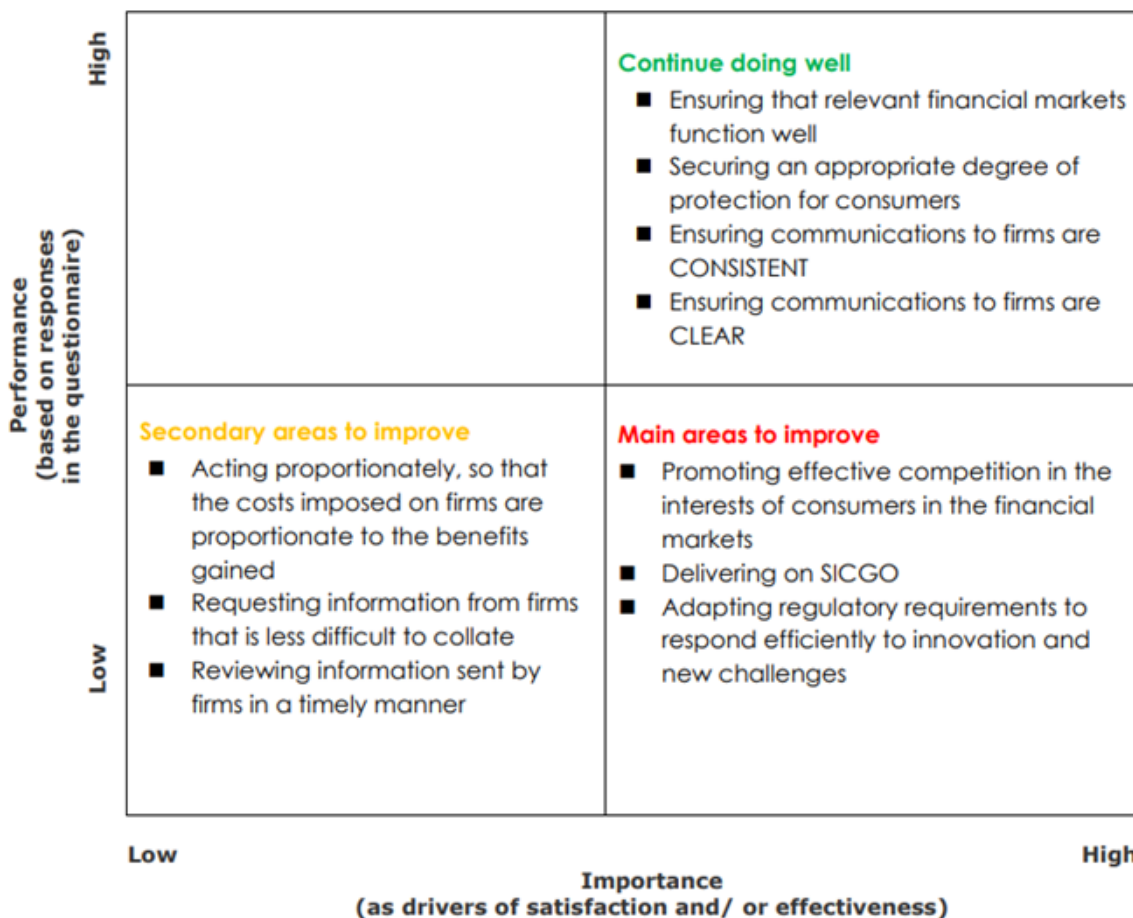 High
Continue doing well
■ Ensuring that relevant financial markets
function well
■ Securing an appropriate degree of
protection for consumers
■ Ensuring communications to firms are
CONSISTENT
■ Ensuring communications to firms are
CLEAR
Performance
(based on responses
in the questionnaire)
Secondary areas to improve
■ Acting proportionately, so that
the costs imposed on firms are
proportionate to the benefits
gained
■ Requesting information from firms
that is less difficult to collate
■ Reviewing information sent by
firms in a timely manner
Main areas to improve
■ Promoting effective competition in the
interests of consumers in the financial
markets
■ Delivering on SICGO
■ Adapting regulatory requirements to
respond efficiently to innovation and
new challenges
Low
Low
High
Importance
(as drivers of satisfaction and/ or effectiveness)